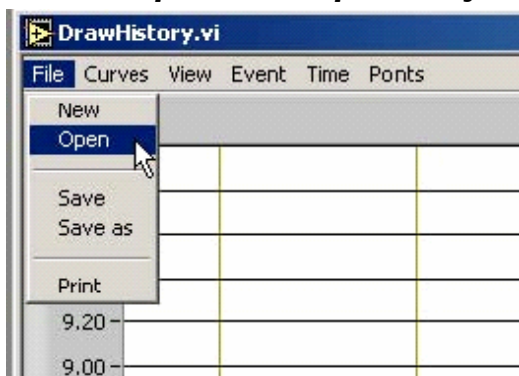 DrawHistory.vi
File Curves View Event Time Ponts
New
Open
Save
Save as
Print
9.20
9.00